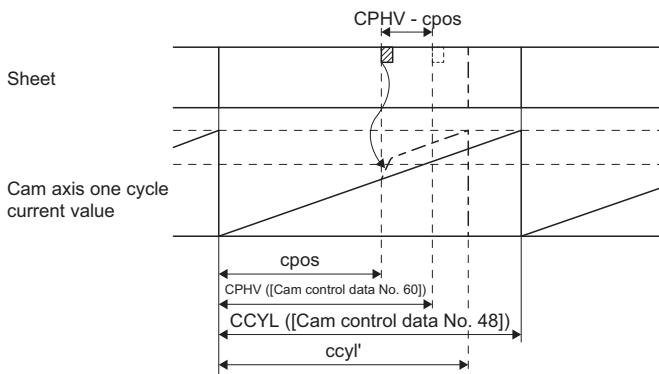 CPHV - cpos
Sheet
Cam axis one cycle
current value
cpos
CPHV ([Cam control data No. 60])
CCYL ([Cam control data No. 48])
ccyl'